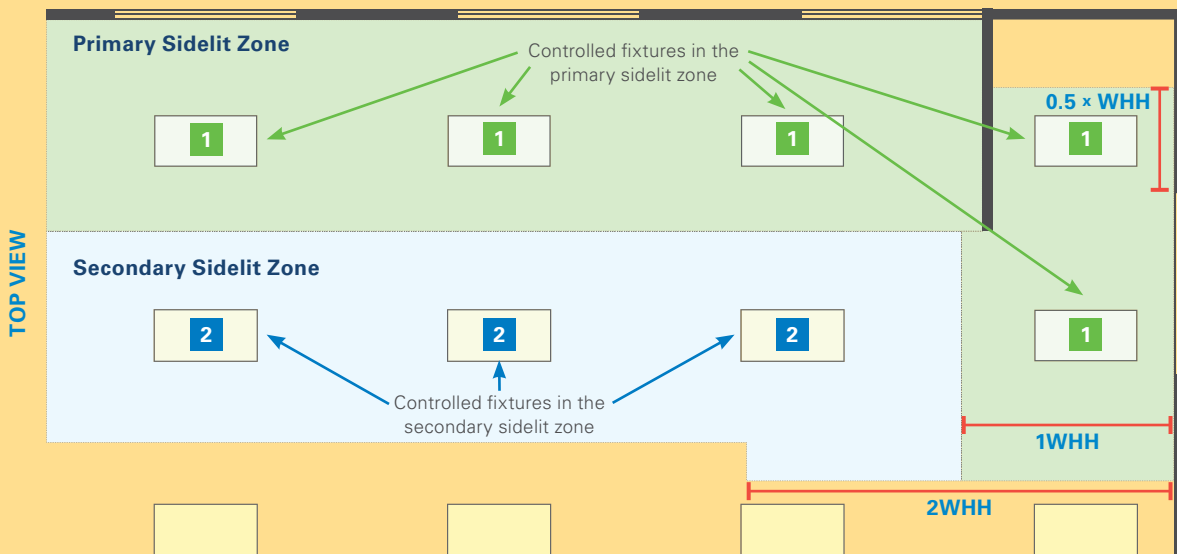 Primary Sidelit Zone
Controlled fixtures in the
primary sidelit zone
0.5 x WHH
1
1
1
1
TOP VIEW
Secondary Sidelit Zone
2
2
2
1
Controlled fixtures in the
secondary sidelit zone
1WHH
2WHH